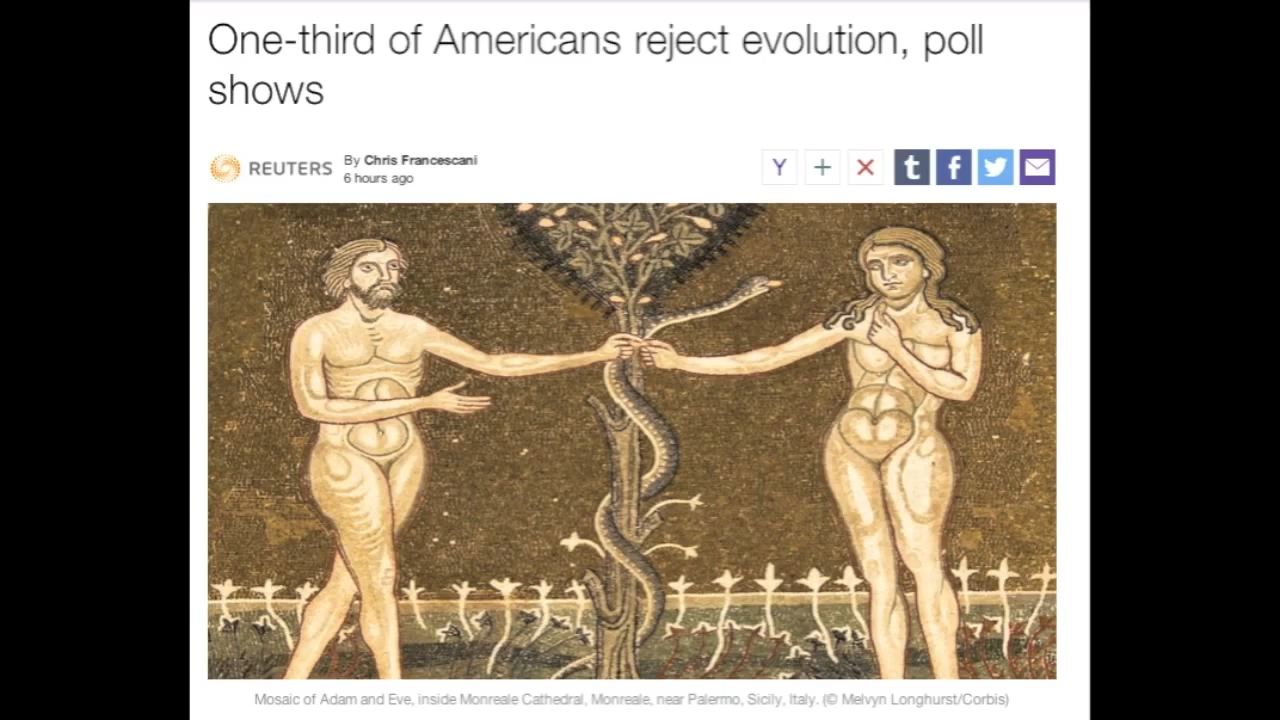 One-third of Americans reject evolution, poll
shows
REUTERS
By Chris Francescani
6 hours ago
Mosaic of Adam and Eve, inside Monreale Cathedral, Monreale, near Palermo, Sicily, Italy. (© Melvyn Longhurst/Corbis)